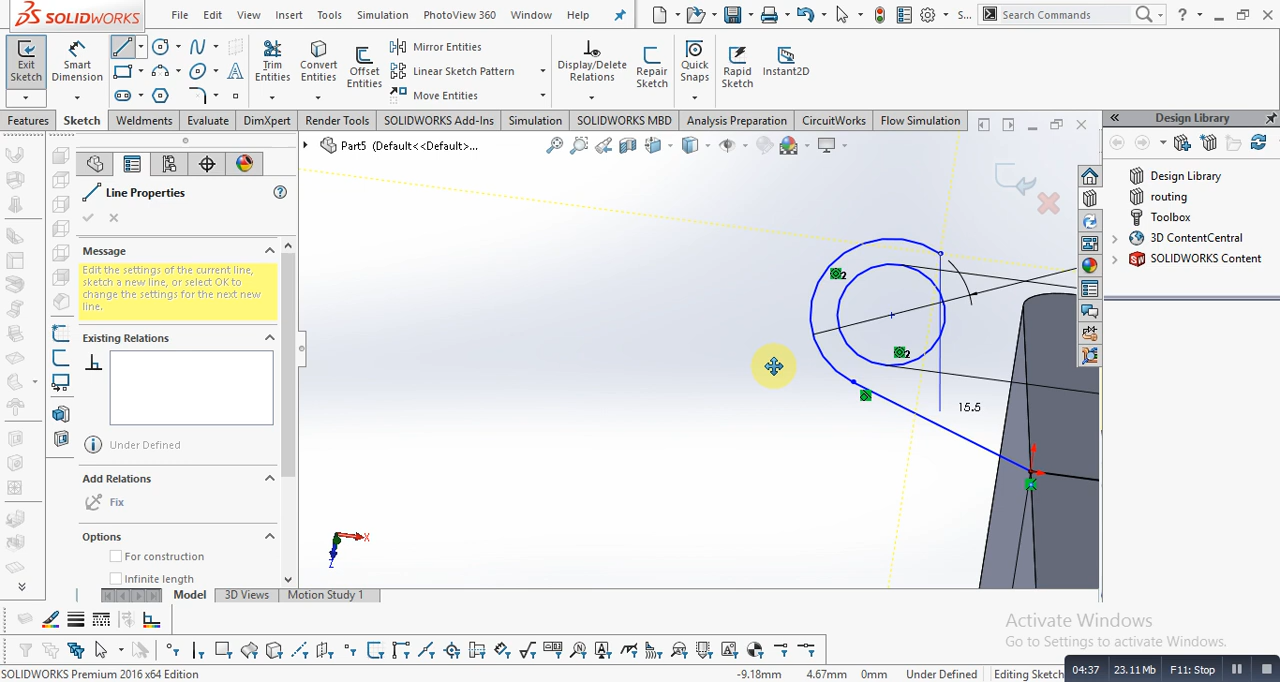 SOLIDWORKS
File Edit View Insert Tools Simulation PhotoView 360 Window Help
S... Search Commands
Exit Sketch
Smart Dimension
Trim Entities
Convert Entities
Offset Entities
Mirror Entities
Linear Sketch Pattern
Move Entities
Display/Delete Relations
Repair Sketch
Quick Snaps
Rapid Sketch
Instant2D
Features Sketch Weldments Evaluate DimXpert Render Tools SOLIDWORKS Add-Ins Simulation SOLIDWORKS MBD Analysis Preparation CircuitWorks Flow Simulation
Design Library
Part5 (Default<<Default>...
Line Properties
Message
Edit the settings of the current line,
sketch a new line, or select OK to
change the settings for the next new
line.
Existing Relations
Under Defined
Add Relations
Fix
Options
For construction
Infinite length
2
2
15.5
X
Z
Design Library
routing
Toolbox
3D ContentCentral
SOLIDWORKS Content
Model 3D Views Motion Study 1
Activate Windows
Go to Settings to activate Windows.
SOLIDWORKS Premium 2016 x64 Edition
-9.18mm 4.67mm 0mm Under Defined Editing Sketch
04:37 23.11 Mb F11: Stop